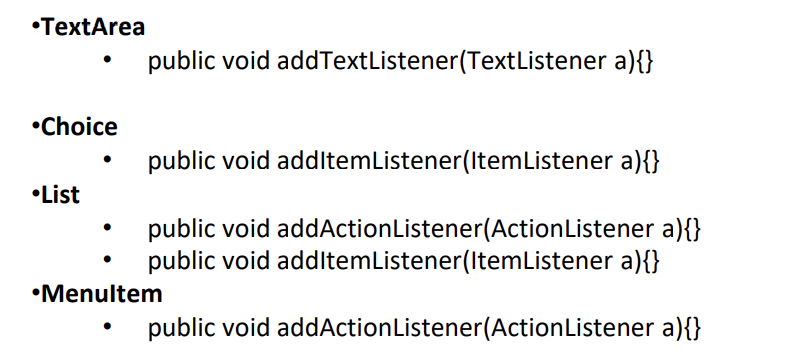 •TextArea
• public void addTextListener(TextListener a){}
•Choice
• public void addItemListener(ItemListener a){}
•List
• public void addActionListener(ActionListener a){}
• public void addItemListener(ItemListener a){}
•MenuItem
• public void addActionListener(ActionListener a){}